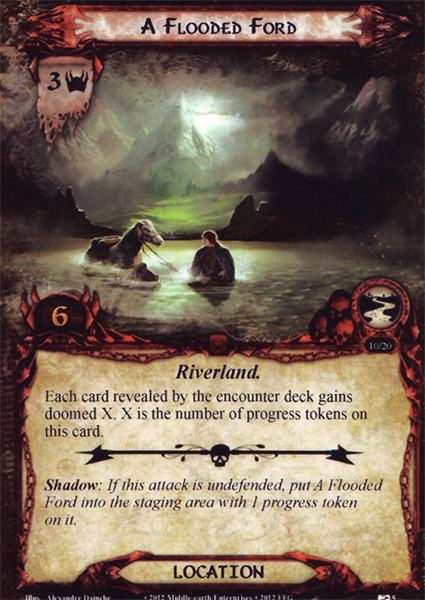 A Flooded Ford
3
6
10/20
Riverland.
Each card revealed by the encounter deck gains
doomed X. X is the number of progress tokens on
this card.
Shadow: If this attack is undefended, put A Flooded
Ford into the staging area with 1 progress token
on it.
LOCATION
Illus. Alexandre Dainche
• 2012 Middle-earth Enterprises • 2012 FFG
5